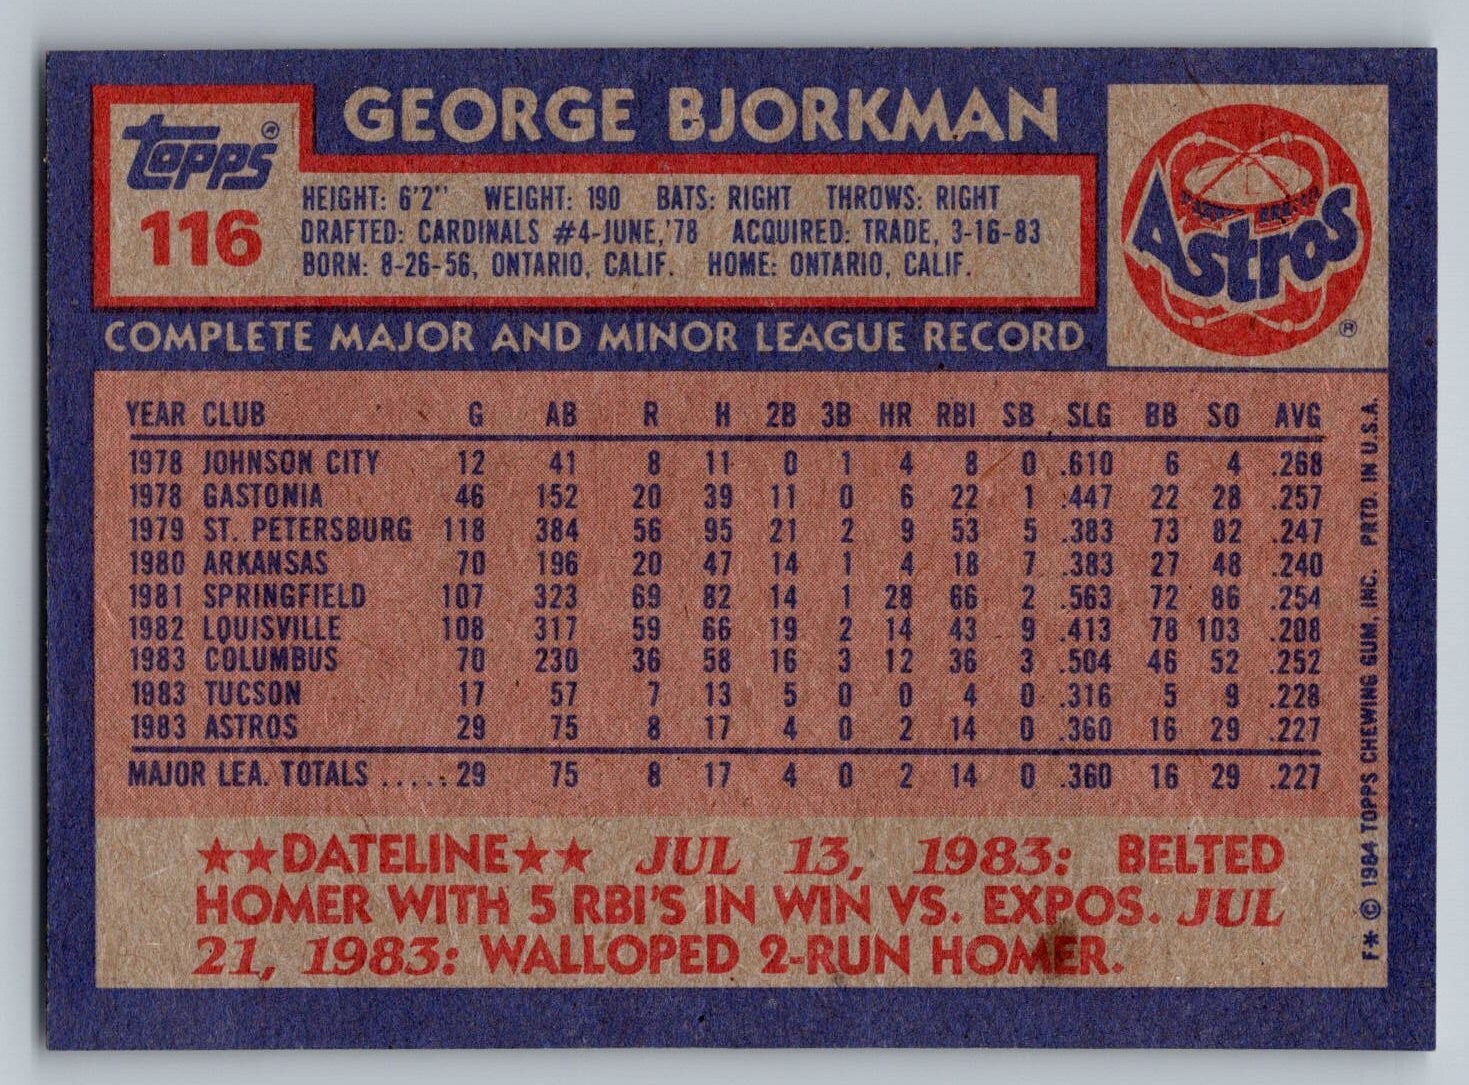 GEORGE BJORKMAN
Topps ®
116
HEIGHT: 6'2" WEIGHT: 190 BATS: RIGHT THROWS: RIGHT
DRAFTED: CARDINALS #4-JUNE,'78 ACQUIRED: TRADE, 3-16-83
BORN: 8-26-56, ONTARIO, CALIF. HOME: ONTARIO, CALIF.
Astros
®
COMPLETE MAJOR AND MINOR LEAGUE RECORD
YEAR CLUB G AB R H 2B 3B HR RBI SB SLG BB SO AVG
1978 JOHNSON CITY 12 41 8 11 0 1 4 8 0 .610 6 4 .268
1978 GASTONIA 46 152 20 39 11 0 6 22 1 .447 22 28 .257
1979 ST. PETERSBURG 118 384 56 95 21 2 9 53 5 .383 73 82 .247
1980 ARKANSAS 70 196 20 47 14 1 4 18 7 .383 27 48 .240
1981 SPRINGFIELD 107 323 69 82 14 1 28 66 2 .563 72 86 .254
1982 LOUISVILLE 108 317 59 66 19 2 14 43 9 .413 78 103 .208
1983 COLUMBUS 70 230 36 58 16 3 12 36 3 .504 46 52 .252
1983 TUCSON 17 57 7 13 5 0 0 4 0 .316 5 9 .228
1983 ASTROS 29 75 8 17 4 0 2 14 0 .360 16 29 .227
MAJOR LEA. TOTALS ..... 29 75 8 17 4 0 2 14 0 .360 16 29 .227
★★DATELINE★★ JUL 13, 1983: BELTED
HOMER WITH 5 RBI'S IN WIN VS. EXPOS. JUL
21, 1983: WALLOPED 2-RUN HOMER.
F* © 1984 TOPPS CHEWING GUM, INC. PRTD. IN U.S.A.